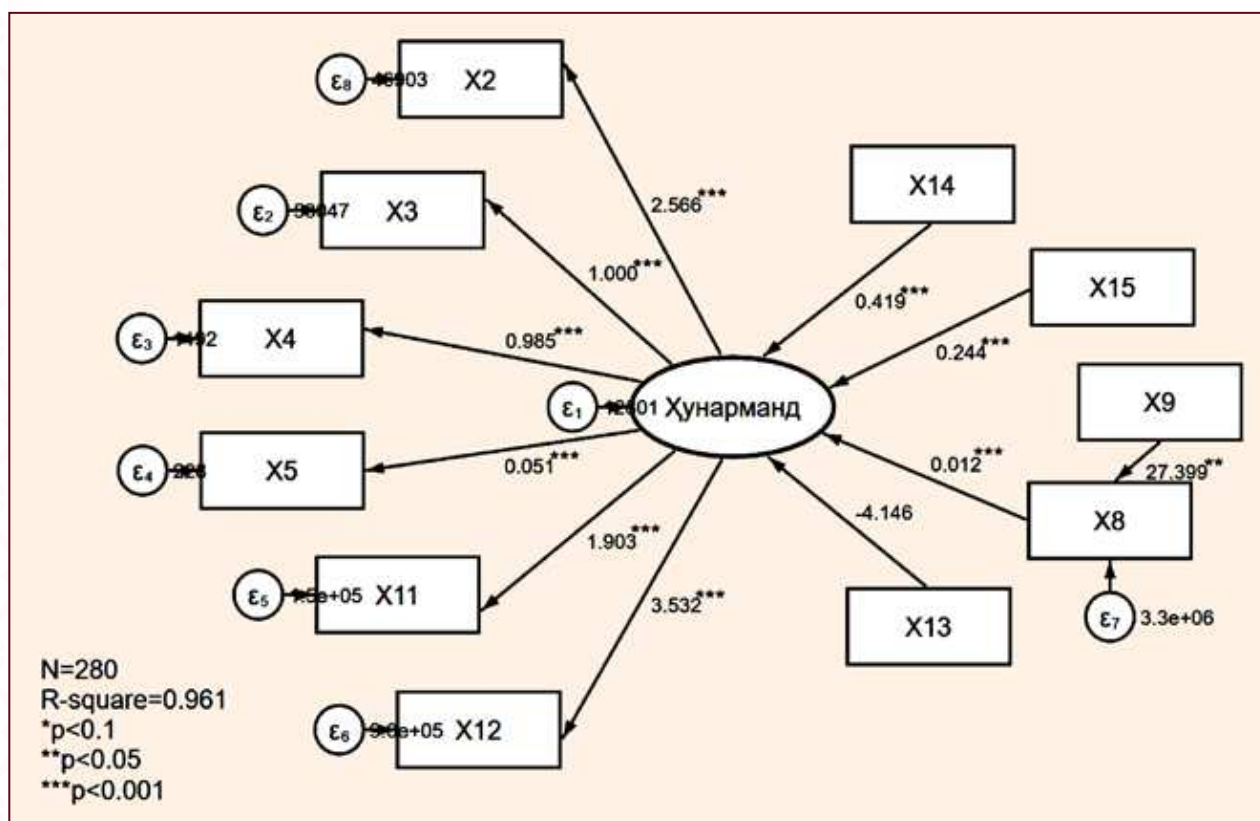 ε₈
X2
2.566***
ε₂
X3
1.000***
X14
0.419***
X15
0.244***
ε₃
X4
0.985***
ε₁
Ҳунарманд
X9
27.399**
ε₄
X5
0.051***
0.012***
X8
-4.146
ε₅
X11
1.903***
X13
ε₇
3.3e+06
3.532***
ε₆
X12
N=280
R-square=0.961
*p<0.1
**p<0.05
***p<0.001